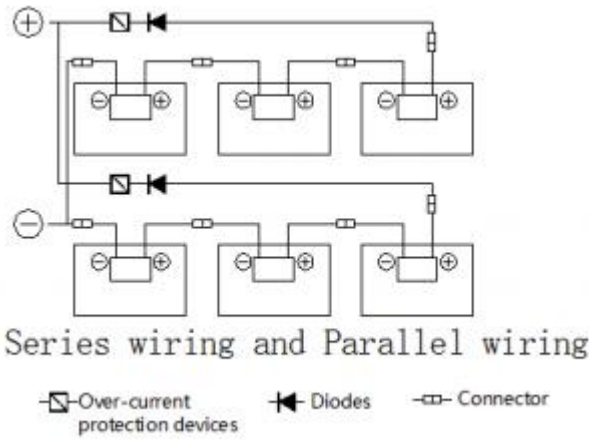 Series wiring and Parallel wiring
Over-current
protection devices
Diodes
Connector